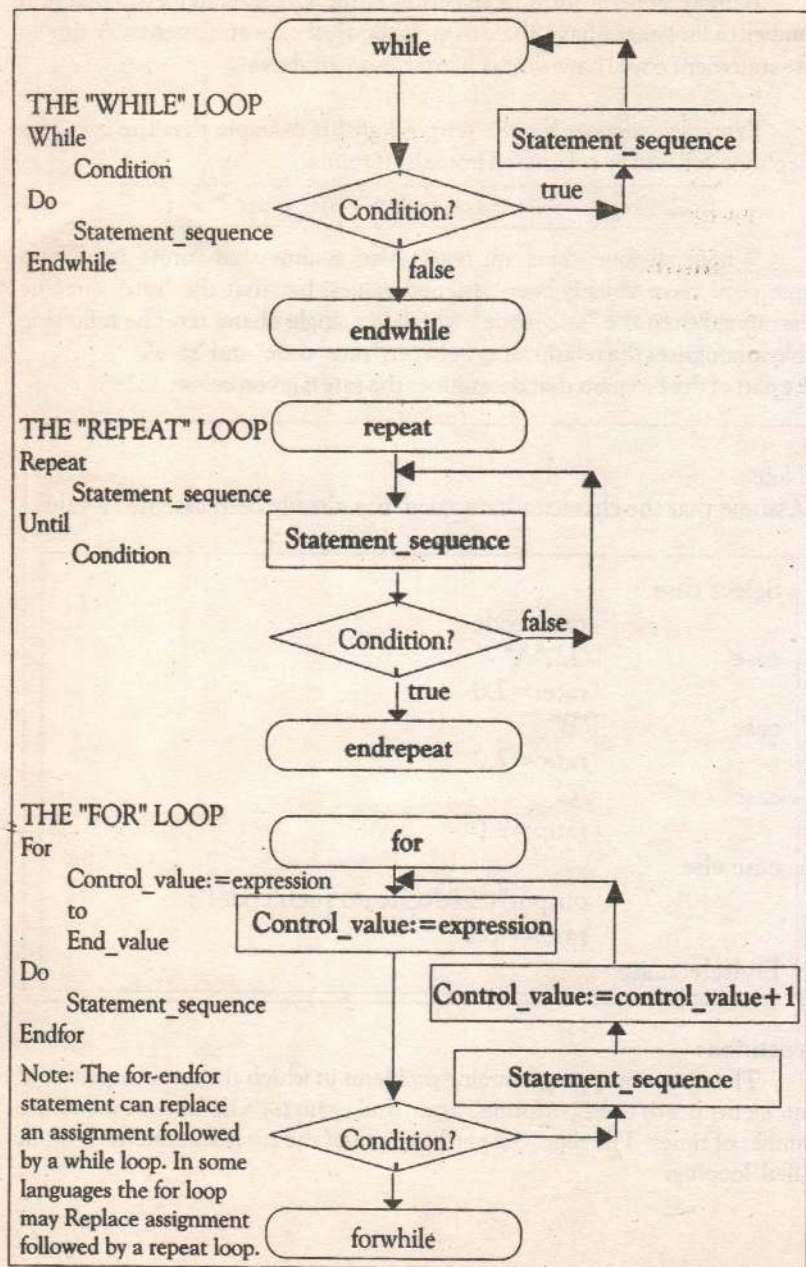 while
THE "WHILE" LOOP
While
Condition
Do
Statement_sequence
Endwhile
Statement_sequence
true
Condition?
false
endwhile
THE "REPEAT" LOOP
Repeat
Statement_sequence
Until
Condition
repeat
Statement_sequence
Condition?
false
true
endrepeat
THE "FOR" LOOP
For
Control_value:=expression
to
End_value
Do
Statement_sequence
Endfor
Note: The for-endfor
statement can replace
an assignment followed
by a while loop. In some
languages the for loop
may Replace assignment
followed by a repeat loop.
for
Control_value:=expression
Control_value:=control_value+1
Statement_sequence
Condition?
forwhile